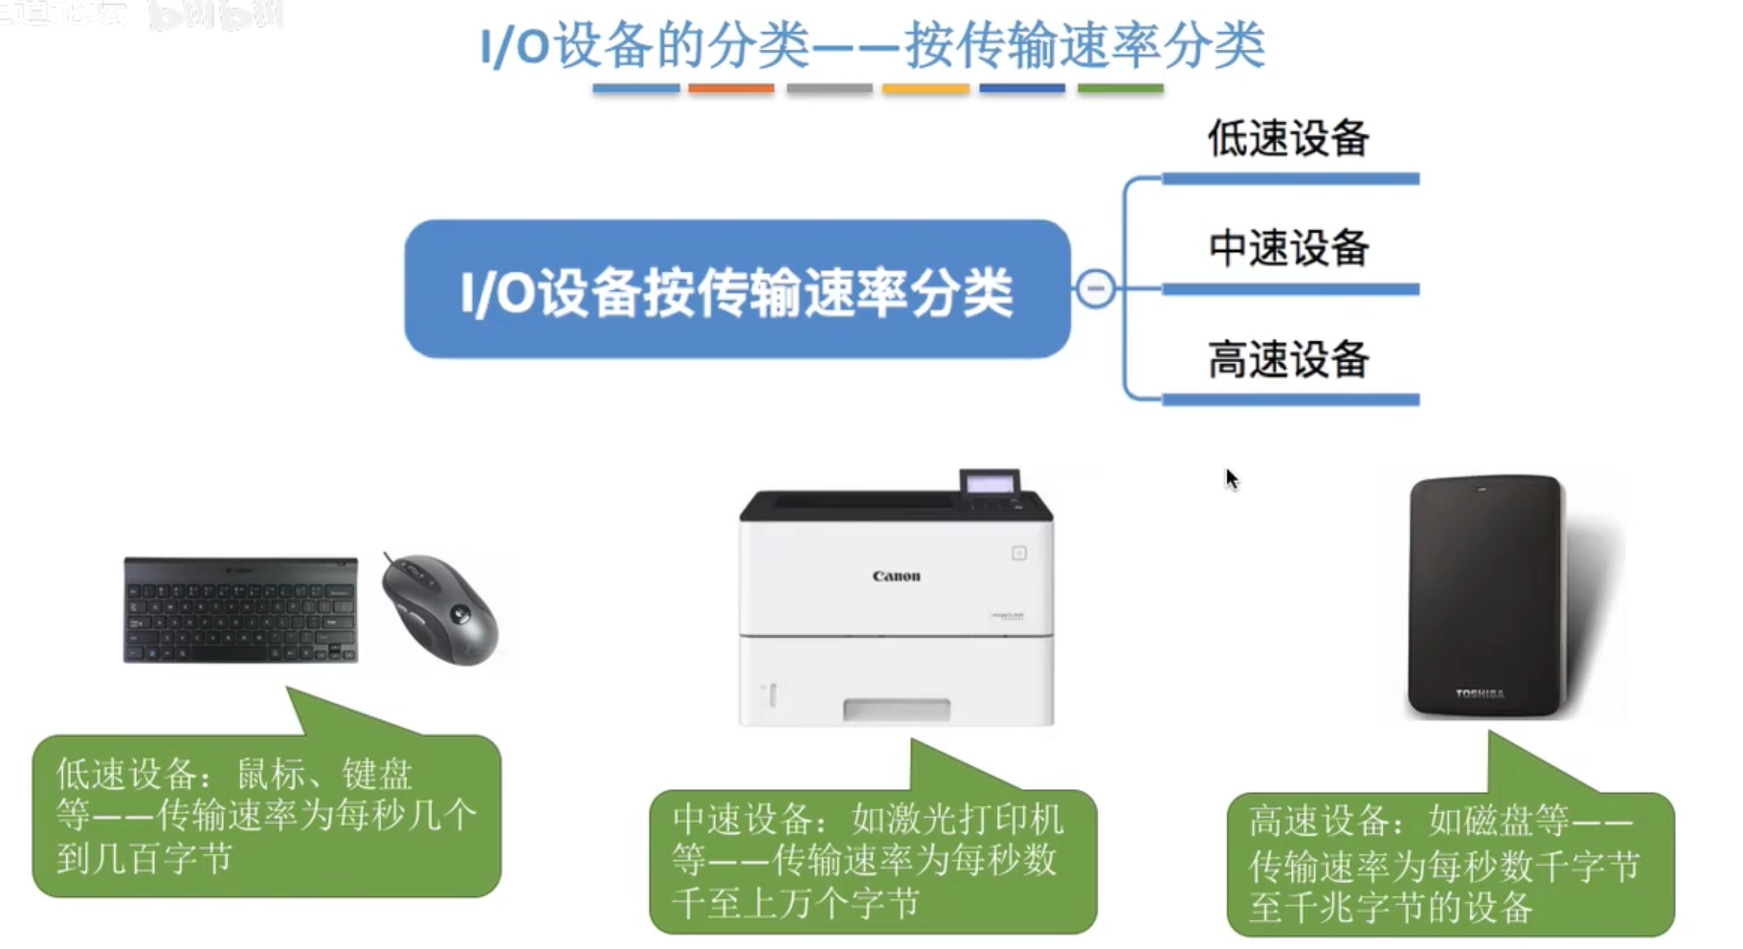 I/O设备的分类——按传输速率分类
低速设备
中速设备
高速设备
I/O设备按传输速率分类
Canon
TOSHIBA
低速设备：鼠标、键盘
等——传输速率为每秒几个
到几百字节
中速设备：如激光打印机
等——传输速率为每秒数
千至上万个字节
高速设备：如磁盘等——
传输速率为每秒数千字节
至千兆字节的设备